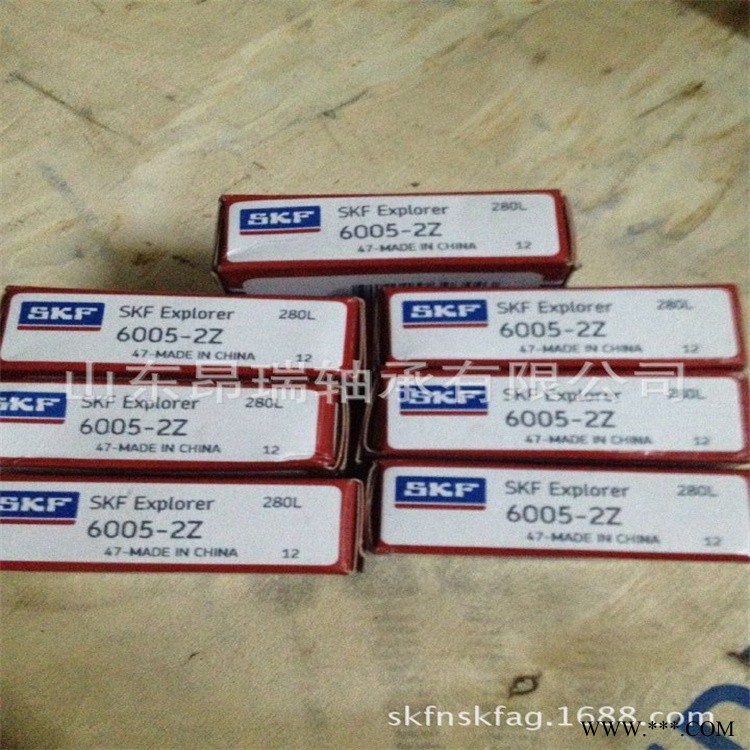 SKF
SKF Explorer
280L
6005-2Z
47-MADE IN CHINA
12
SKF
SKF Explorer
280L
6005-2Z
47-MADE IN CHINA
12
SKF
SKF Explorer
280L
6005-2Z
47-MADE IN CHINA
12
山东昂瑞轴承有限公司
SKF
SKF Explorer
280L
6005-2Z
47-MADE IN CHINA
12
SKF
SKF Explorer
280L
6005-2Z
47-MADE IN CHINA
12
SKF
SKF Explorer
280L
6005-2Z
47-MADE IN CHINA
12
SKF
SKF Explorer
280L
6005-2Z
47-MADE IN CHINA
12
skfnskfag.1688.com
www.***.COM